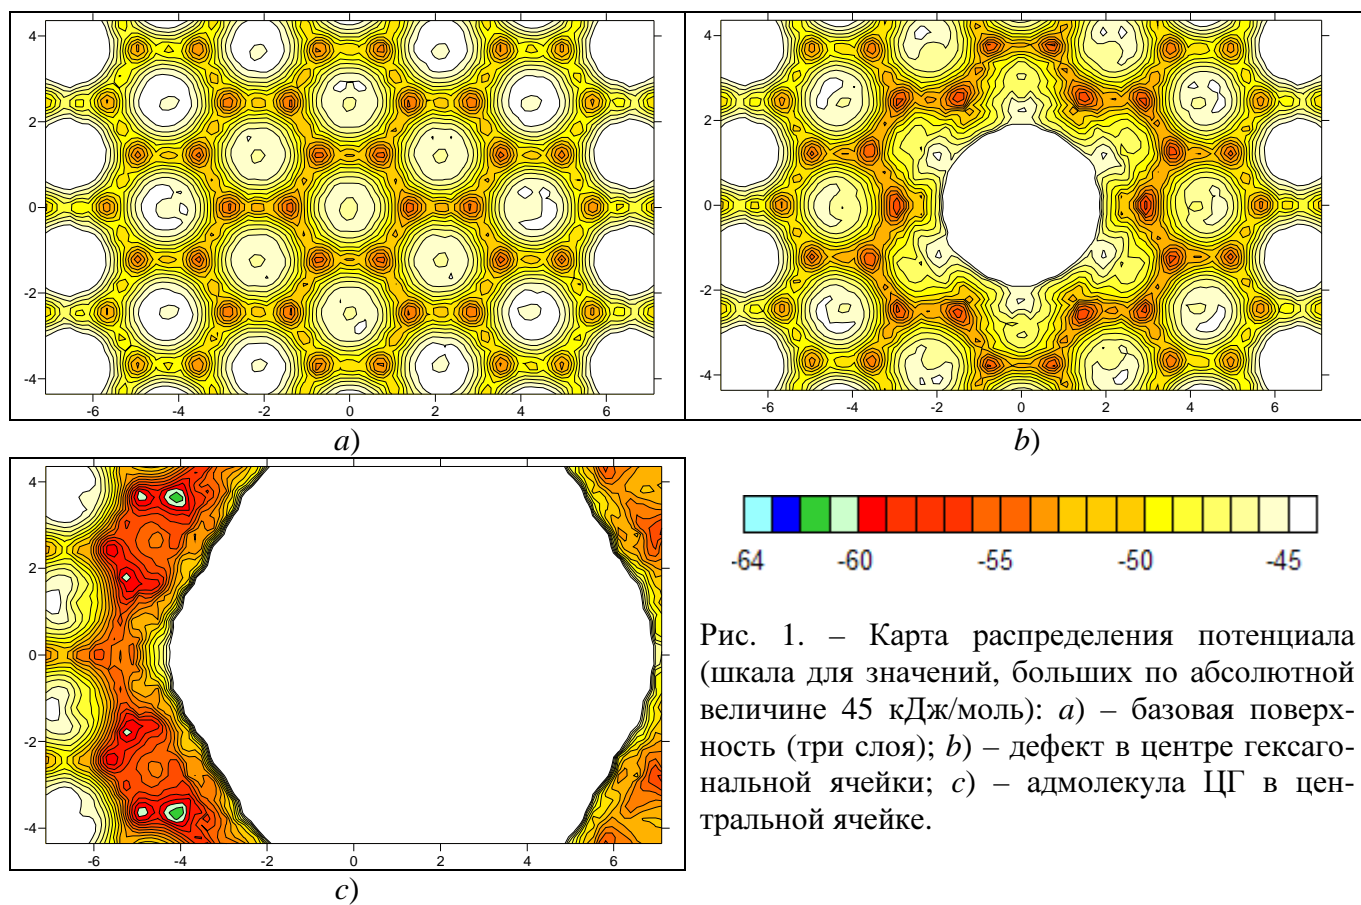 4
2
0
-2
-4
-6 -4 -2 0 2 4 6
a)
4
2
0
-2
-4
-6 -4 -2 0 2 4 6
b)
4
2
0
-2
-4
-6 -4 -2 0 2 4 6
c)
-64 -60 -55 -50 -45
Рис. 1. – Карта распределения потенциала
(шкала для значений, больших по абсолютной
величине 45 кДж/моль): a) – базовая поверх-
ность (три слоя); b) – дефект в центре гексаго-
нальной ячейки; c) – адмолекула ЦГ в цен-
тральной ячейке.